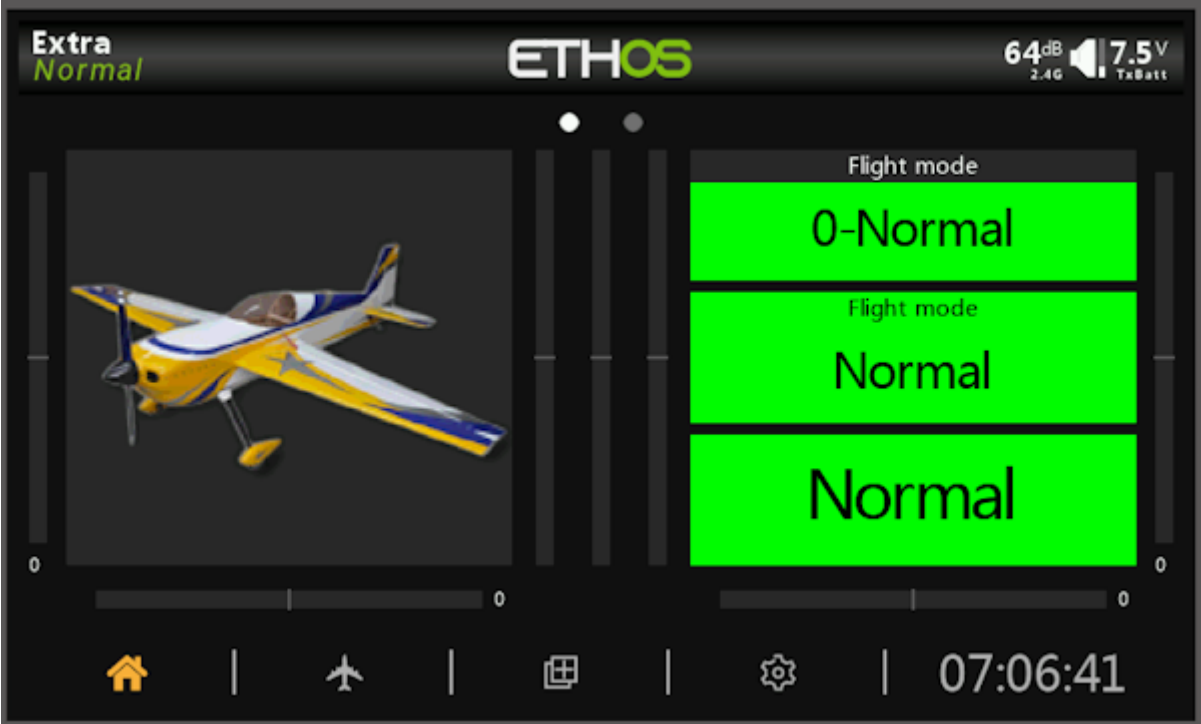 Extra
Normal
ETHOS
64dB
2.4G
7.5V
TxBatt
Flight mode
0-Normal
Flight mode
Normal
Normal
0
0
0
0
07:06:41